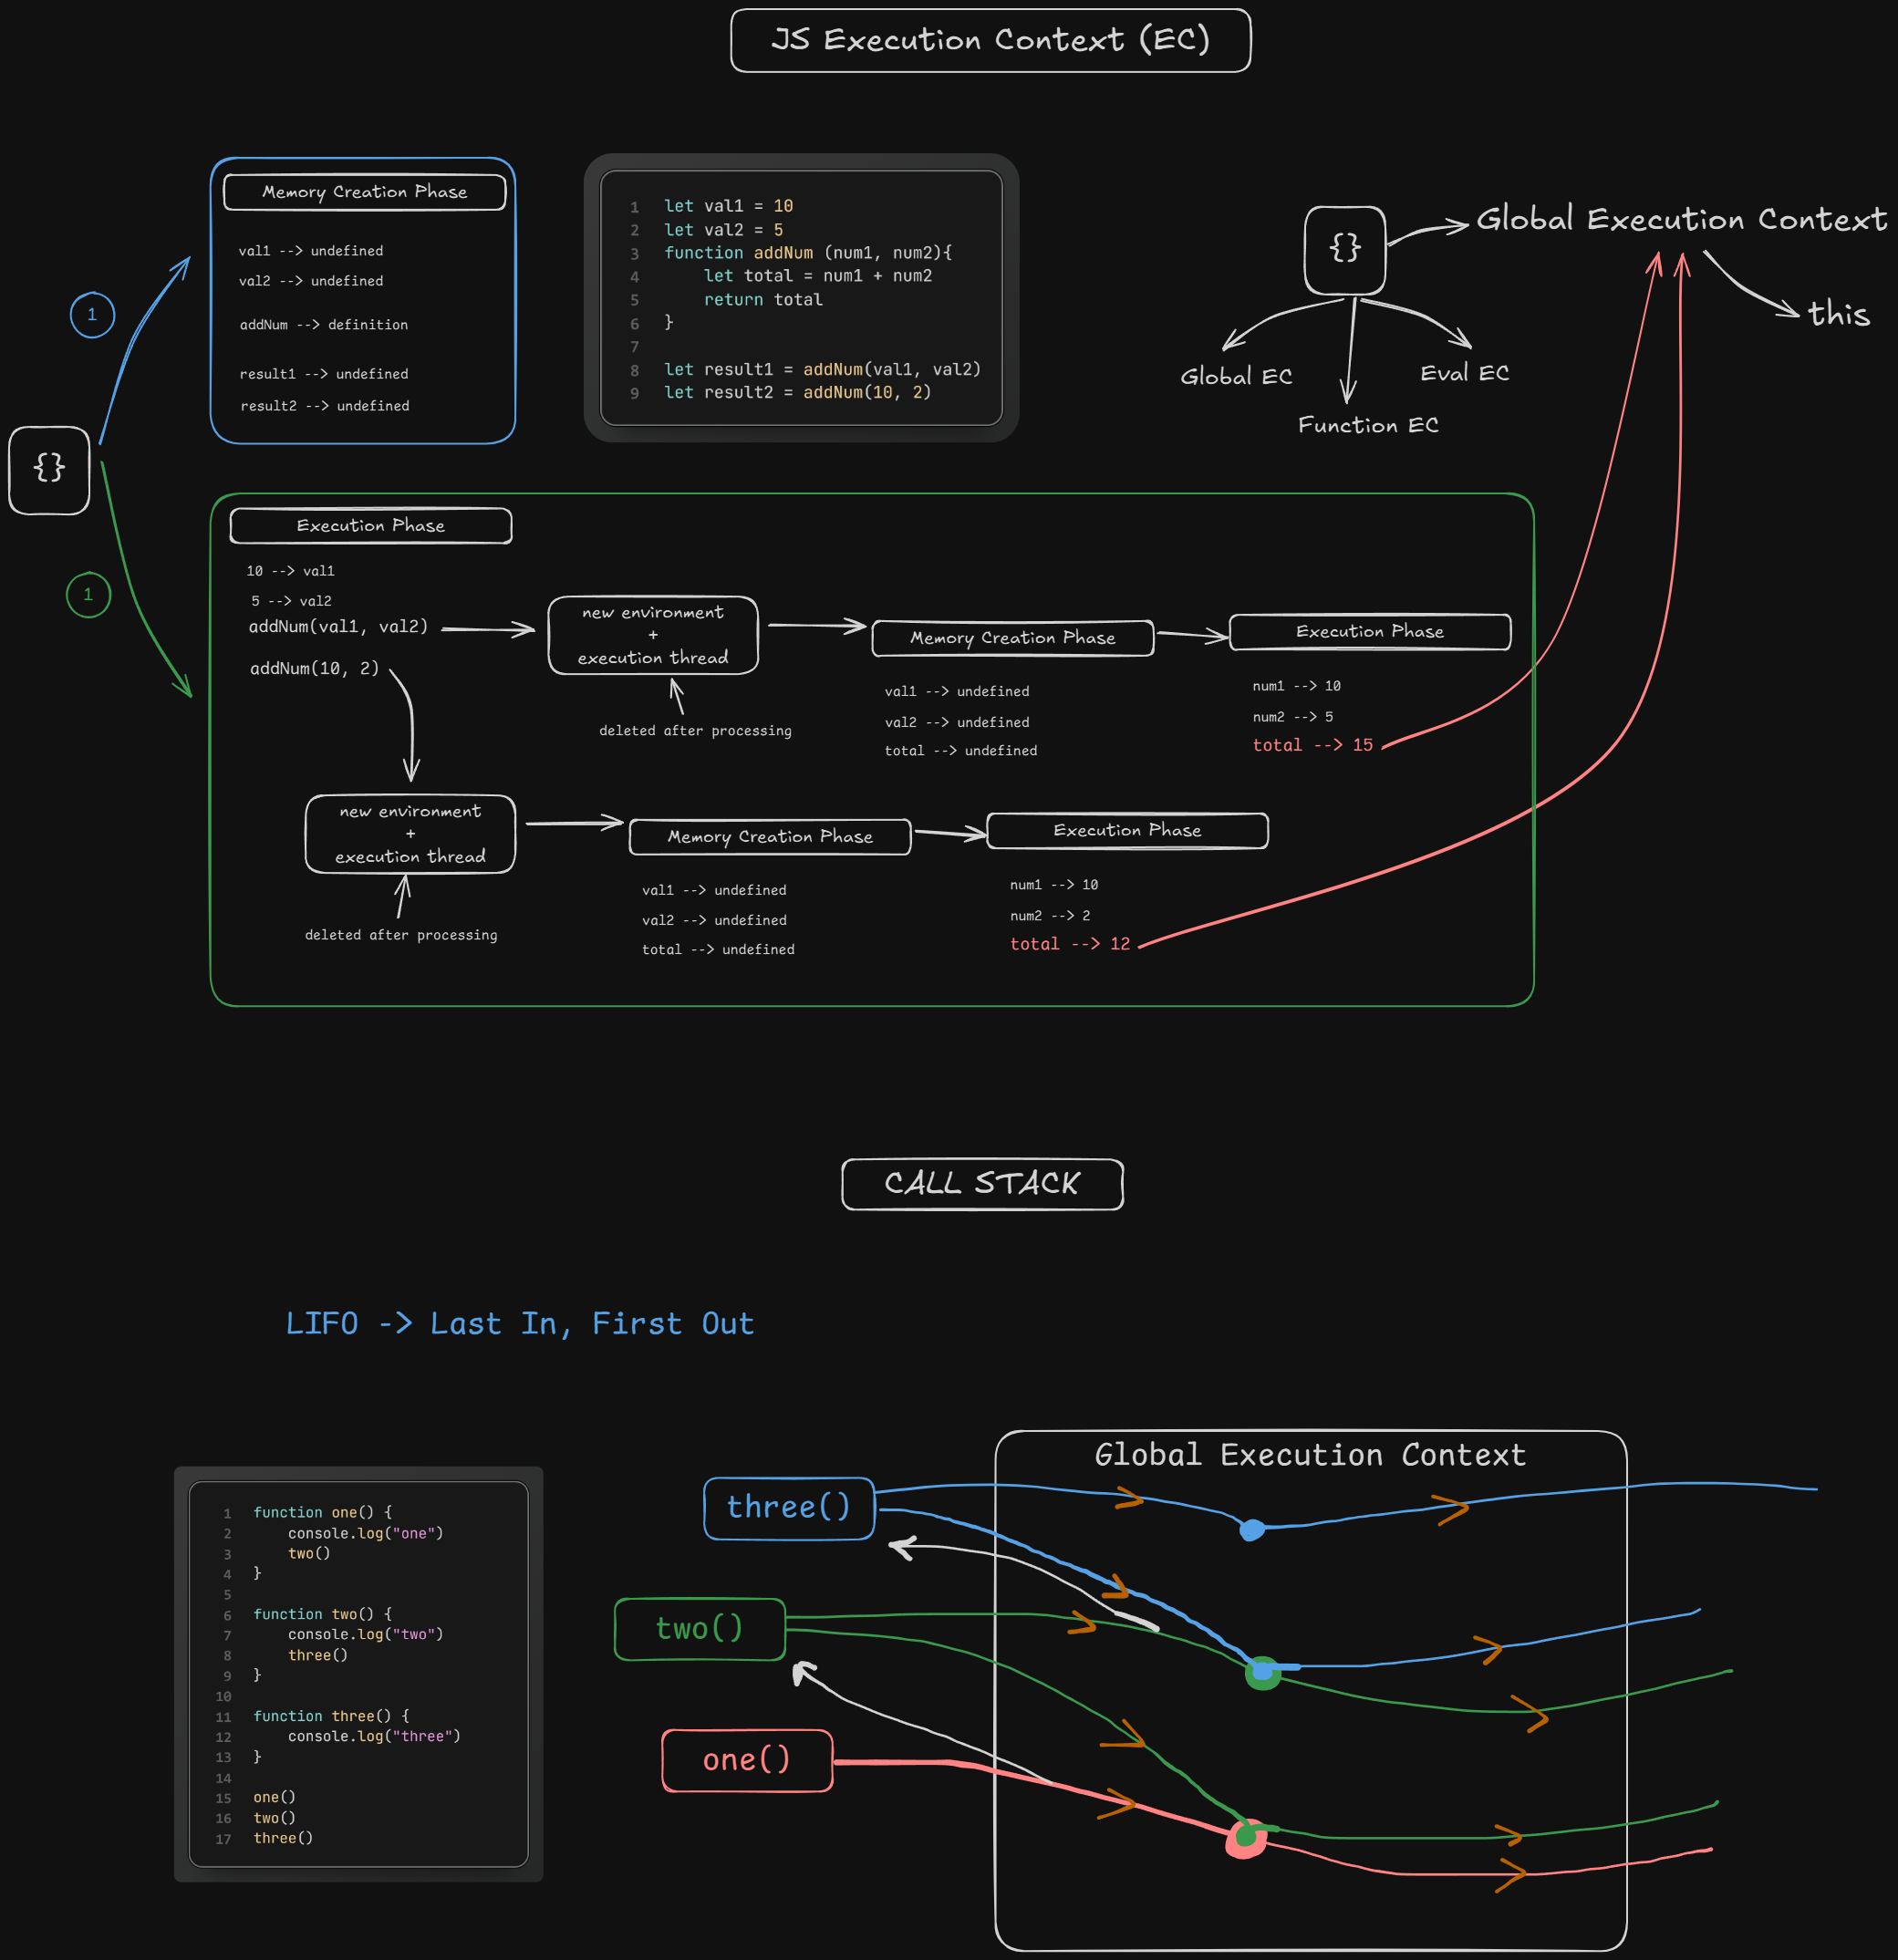 JS Execution Context (EC)
Memory Creation Phase
val1 --> undefined
val2 --> undefined
addNum --> definition
result1 --> undefined
result2 --> undefined
1 let val1 = 10
2 let val2 = 5
3 function addNum (num1, num2){
4     let total = num1 + num2
5     return total
6 }
7
8 let result1 = addNum(val1, val2)
9 let result2 = addNum(10, 2)
{}
Global Execution Context
this
Global EC
Eval EC
Function EC
1
{}
1
Execution Phase
10 --> val1
5 --> val2
addNum(val1, val2)
addNum(10, 2)
new environment
+
execution thread
deleted after processing
Memory Creation Phase
val1 --> undefined
val2 --> undefined
total --> undefined
Execution Phase
num1 --> 10
num2 --> 5
total --> 15
new environment
+
execution thread
deleted after processing
Memory Creation Phase
val1 --> undefined
val2 --> undefined
total --> undefined
Execution Phase
num1 --> 10
num2 --> 2
total --> 12
CALL STACK
LIFO -> Last In, First Out
1 function one() {
2     console.log("one")
3     two()
4 }
5
6 function two() {
7     console.log("two")
8     three()
9 }
10
11 function three() {
12     console.log("three")
13 }
14
15 one()
16 two()
17 three()
Global Execution Context
three()
two()
one()